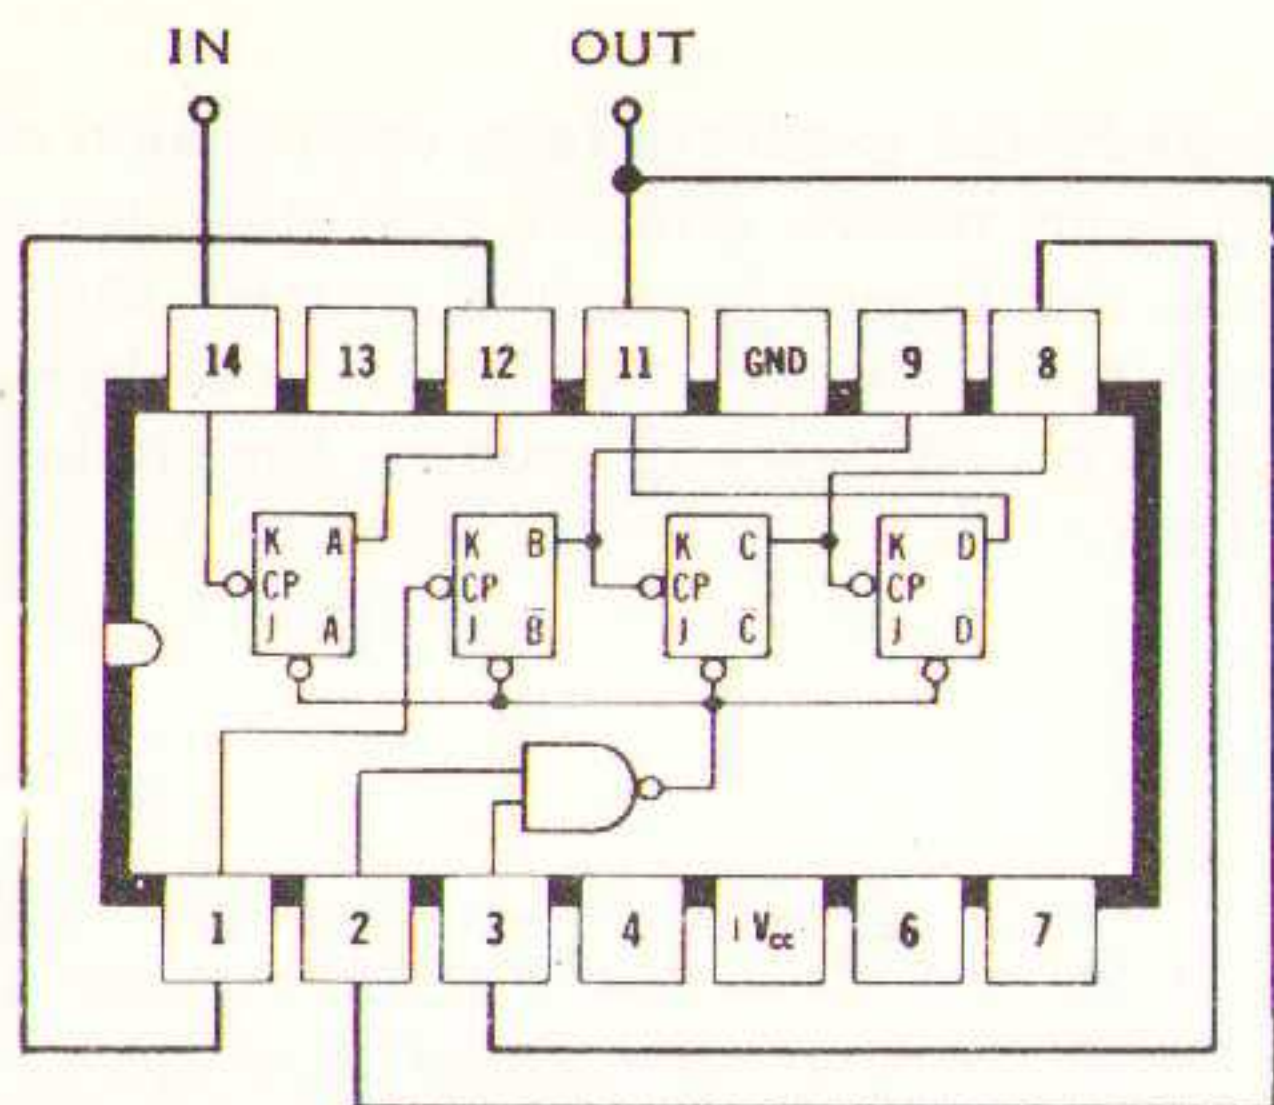 IN OUT
14 13 12 11 GND 9 8
K A K B K C K D
CP CP CP CP
J A J B̅ J C̅ J D
1 2 3 4 Vcc 6 7